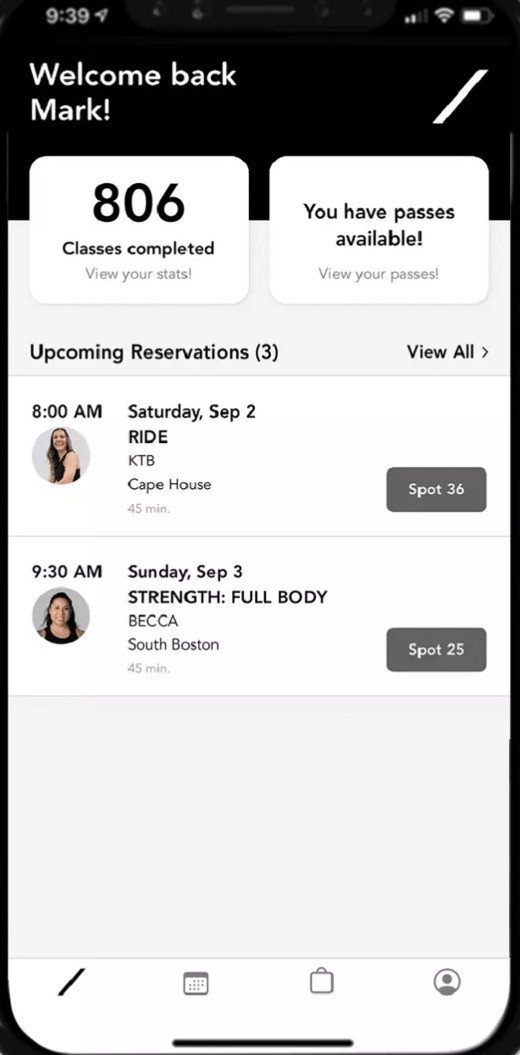 9:39
Welcome back
Mark!
806
Classes completed
View your stats!
You have passes
available!
View your passes!
Upcoming Reservations (3)
View All >
8:00 AM
Saturday, Sep 2
RIDE
KTB
Cape House
45 min.
Spot 36
9:30 AM
Sunday, Sep 3
STRENGTH: FULL BODY
BECCA
South Boston
45 min.
Spot 25